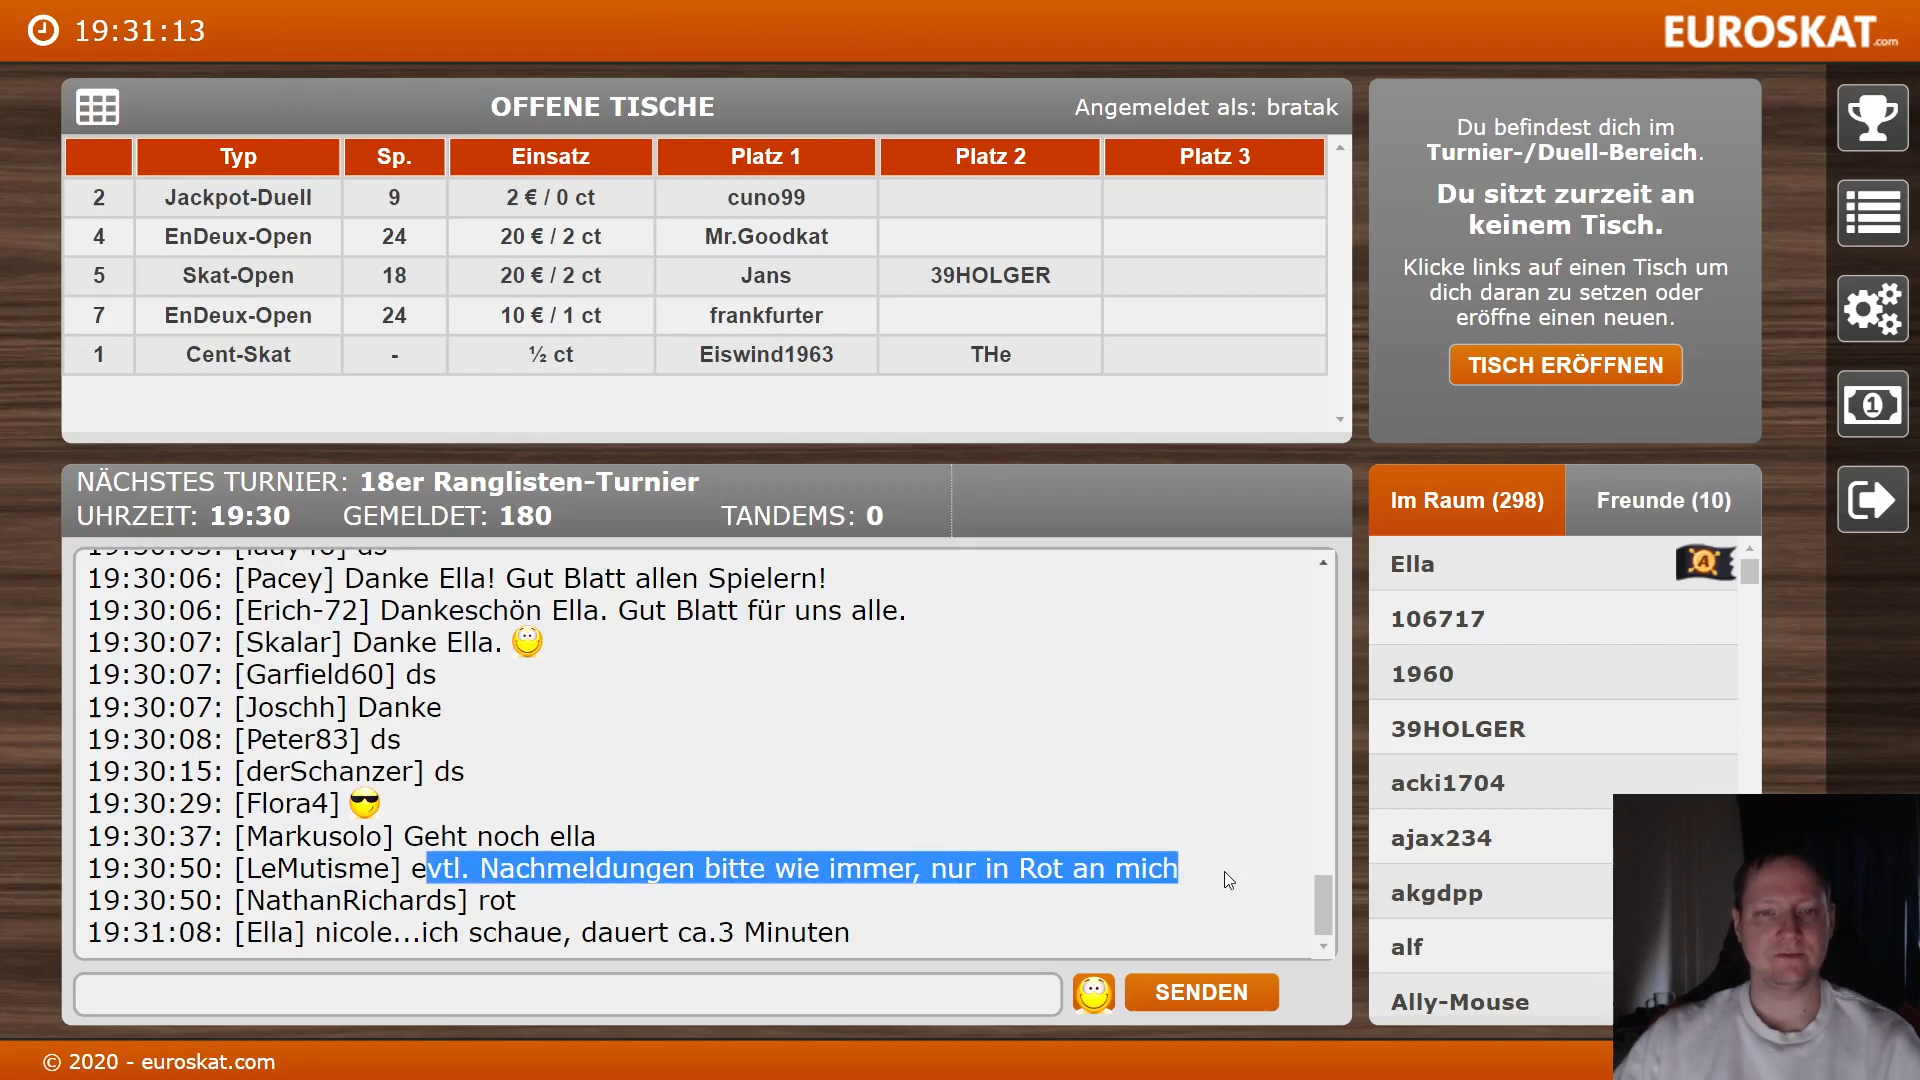 19:31:13
EUROSKAT.com
OFFENE TISCHE
Angemeldet als: bratak
Typ Sp. Einsatz Platz 1 Platz 2 Platz 3
2 Jackpot-Duell 9 2 € / 0 ct cuno99
4 EnDeux-Open 24 20 € / 2 ct Mr.Goodkat
5 Skat-Open 18 20 € / 2 ct Jans 39HOLGER
7 EnDeux-Open 24 10 € / 1 ct frankfurter
1 Cent-Skat - ½ ct Eiswind1963 THe
Du befindest dich im
Turnier-/Duell-Bereich.
Du sitzt zurzeit an
keinem Tisch.
Klicke links auf einen Tisch um
dich daran zu setzen oder
eröffne einen neuen.
TISCH ERÖFFNEN
1
NÄCHSTES TURNIER: 18er Ranglisten-Turnier
UHRZEIT: 19:30 GEMELDET: 180 TANDEMS: 0
19:30:06: [Pacey] Danke Ella! Gut Blatt allen Spielern!
19:30:06: [Erich-72] Dankeschön Ella. Gut Blatt für uns alle.
19:30:07: [Skalar] Danke Ella.
19:30:07: [Garfield60] ds
19:30:07: [Joschh] Danke
19:30:08: [Peter83] ds
19:30:15: [derSchanzer] ds
19:30:29: [Flora4]
19:30:37: [Markusolo] Geht noch ella
19:30:50: [LeMutisme] evtl. Nachmeldungen bitte wie immer, nur in Rot an mich
19:30:50: [NathanRichards] rot
19:31:08: [Ella] nicole...ich schaue, dauert ca.3 Minuten
SENDEN
Im Raum (298) Freunde (10)
Ella
A
106717
1960
39HOLGER
acki1704
ajax234
akgdpp
alf
Ally-Mouse
© 2020 - euroskat.com